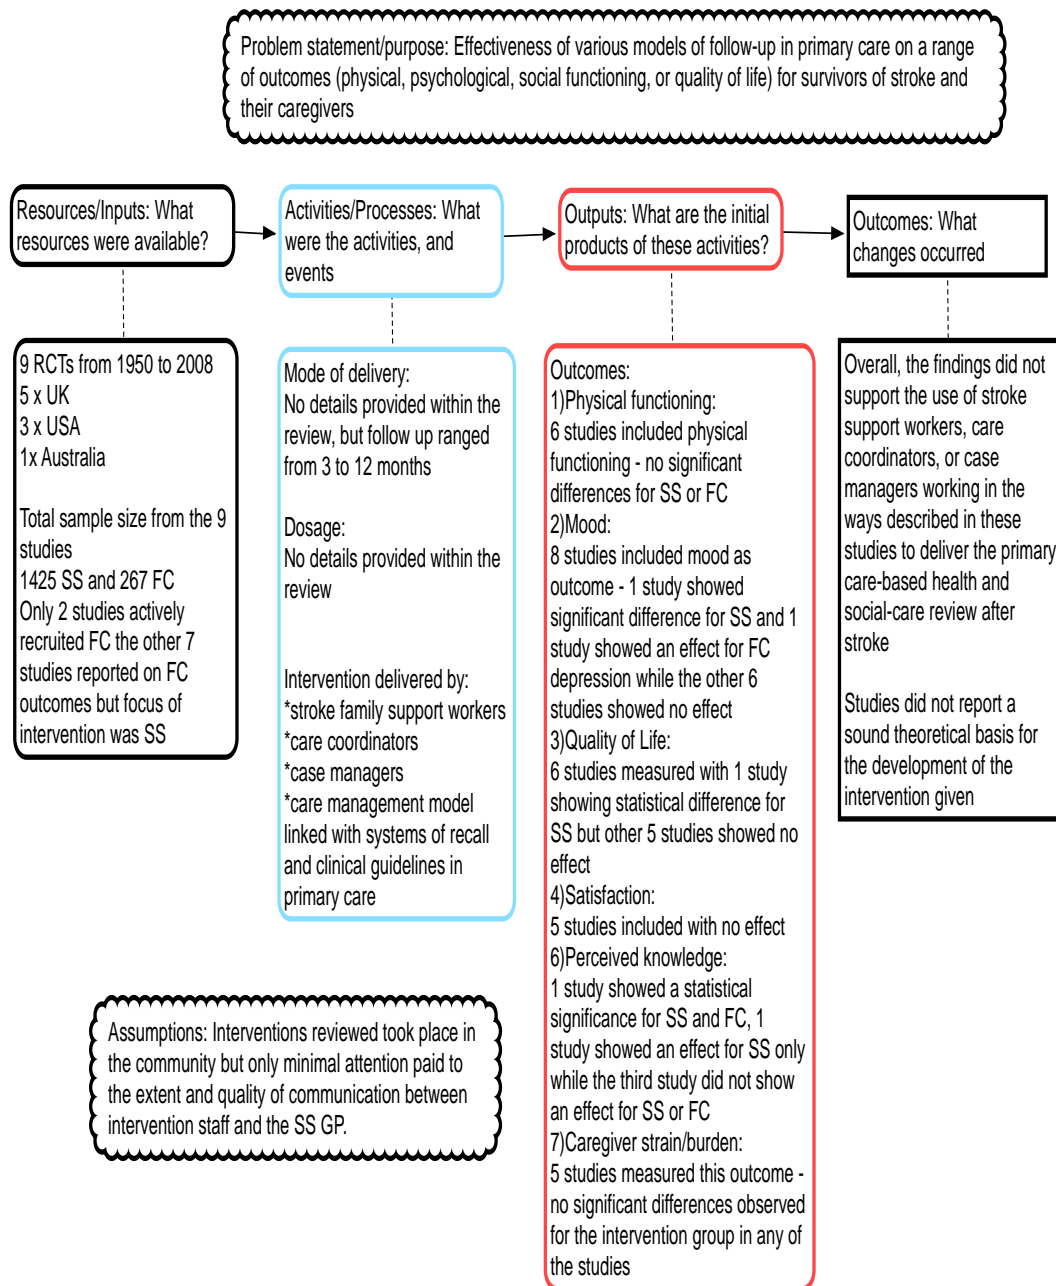 Problem statement/purpose: Effectiveness of various models of follow-up in primary care on a range
of outcomes (physical, psychological, social functioning, or quality of life) for survivors of stroke and
their caregivers
Resources/Inputs: What
resources were available?
Activities/Processes: What
were the activities, and
events
Outputs: What are the initial
products of these activities?
Outcomes: What
changes occurred
9 RCTs from 1950 to 2008
5 x UK
3 x USA
1x Australia
Total sample size from the 9
studies
1425 SS and 267 FC
Only 2 studies actively
recruited FC the other 7
studies reported on FC
outcomes but focus of
intervention was SS
Mode of delivery:
No details provided within the
review, but follow up ranged
from 3 to 12 months
Dosage:
No details provided within the
review
Intervention delivered by:
*stroke family support workers
*care coordinators
*case managers
*care management model
linked with systems of recall
and clinical guidelines in
primary care
Outcomes:
1)Physical functioning:
6 studies included physical
functioning - no significant
differences for SS or FC
2)Mood:
8 studies included mood as
outcome - 1 study showed
significant difference for SS and 1
study showed an effect for FC
depression while the other 6
studies showed no effect
3)Quality of Life:
6 studies measured with 1 study
showing statistical difference for
SS but other 5 studies showed no
effect
4)Satisfaction:
5 studies included with no effect
6)Perceived knowledge:
1 study showed a statistical
significance for SS and FC, 1
study showed an effect for SS only
while the third study did not show
an effect for SS or FC
7)Caregiver strain/burden:
5 studies measured this outcome -
no significant differences observed
for the intervention group in any of
the studies
Overall, the findings did not
support the use of stroke
support workers, care
coordinators, or case
managers working in the
ways described in these
studies to deliver the primary
care-based health and
social-care review after
stroke
Studies did not report a
sound theoretical basis for
the development of the
intervention given
Assumptions: Interventions reviewed took place in
the community but only minimal attention paid to
the extent and quality of communication between
intervention staff and the SS GP.